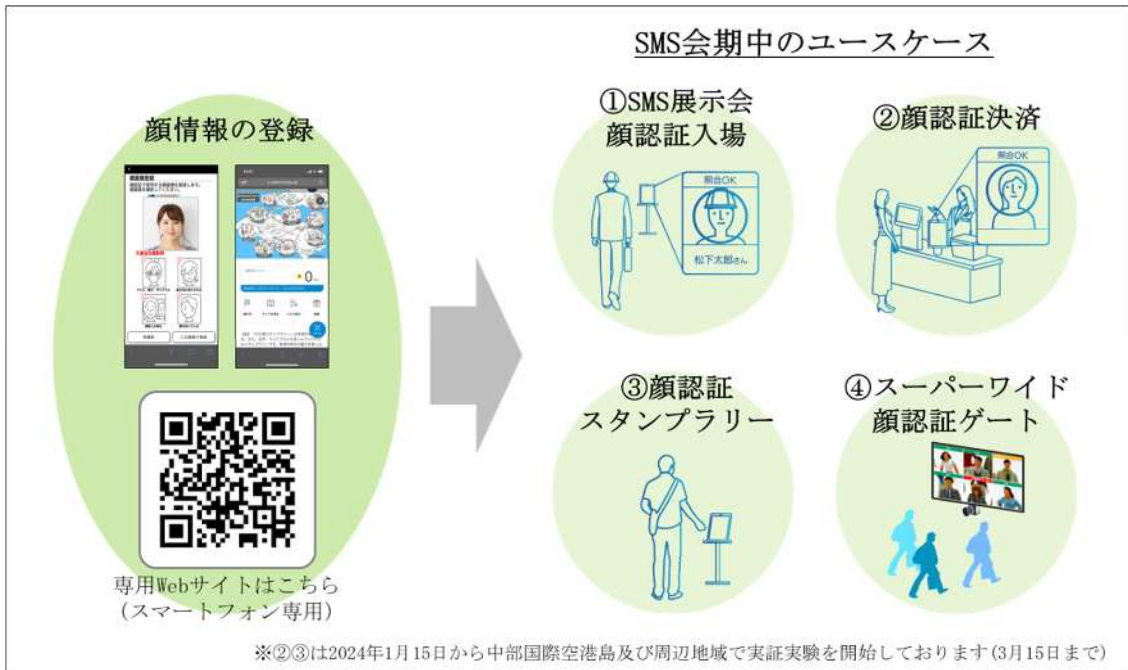 SMS会期中のユースケース
顔情報の登録
顔画像登録
0
専用Webサイトはこちら
(スマートフォン専用)
①SMS展示会
顔認証入場
照合OK
松下太郎さん
②顔認証決済
照合OK
③顔認証
スタンプラリー
④スーパーワイド
顔認証ゲート
※②③は2024年1月15日から中部国際空港島及び周辺地域で実証実験を開始しております(3月15日まで)